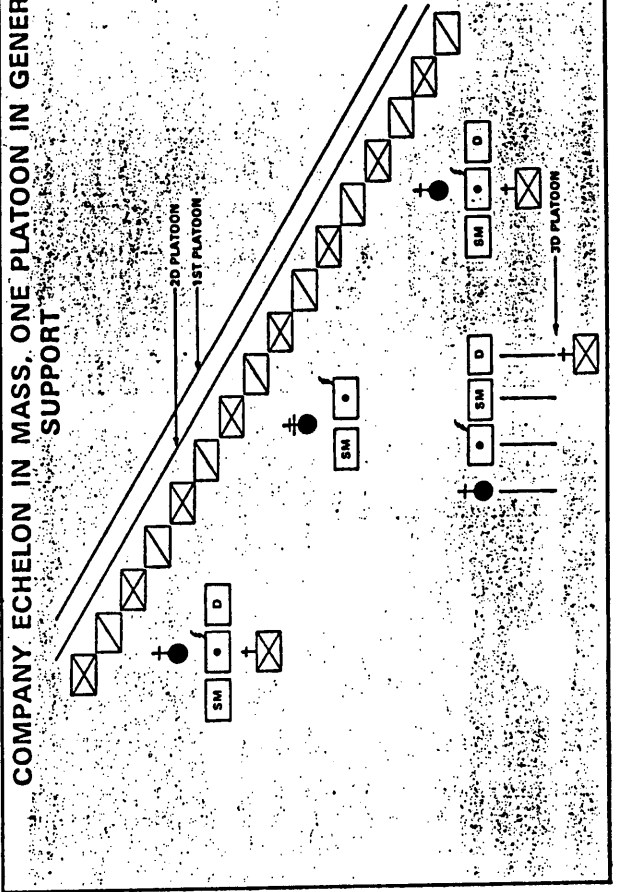 COMPANY ECHELON IN MASS, ONE PLATOON IN GENER
SUPPORT
2D PLATOON
1ST PLATOON
D
SM
SM
D
SM
D
SM
3D PLATOON